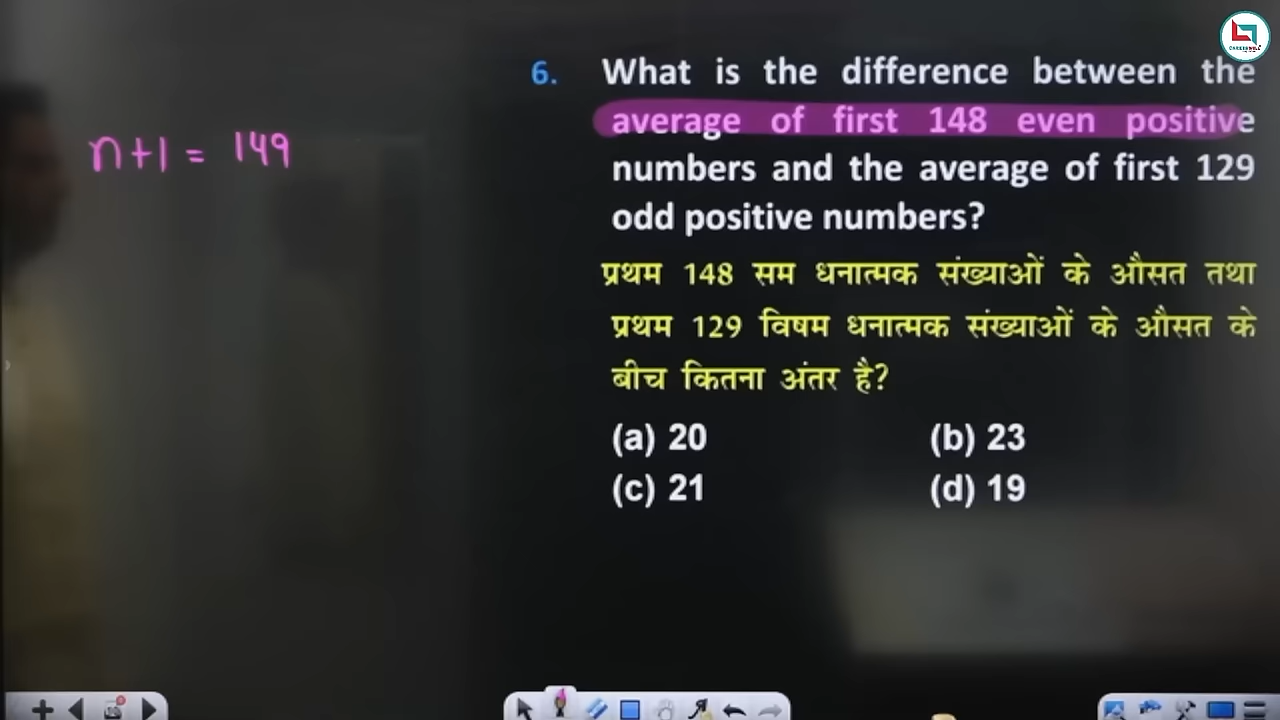 n+1 = 149
6. What is the difference between the
average of first 148 even positive
numbers and the average of first 129
odd positive numbers?
प्रथम 148 सम धनात्मक संख्याओं के औसत तथा
प्रथम 129 विषम धनात्मक संख्याओं के औसत के
बीच कितना अंतर है?
(a) 20 (b) 23
(c) 21 (d) 19